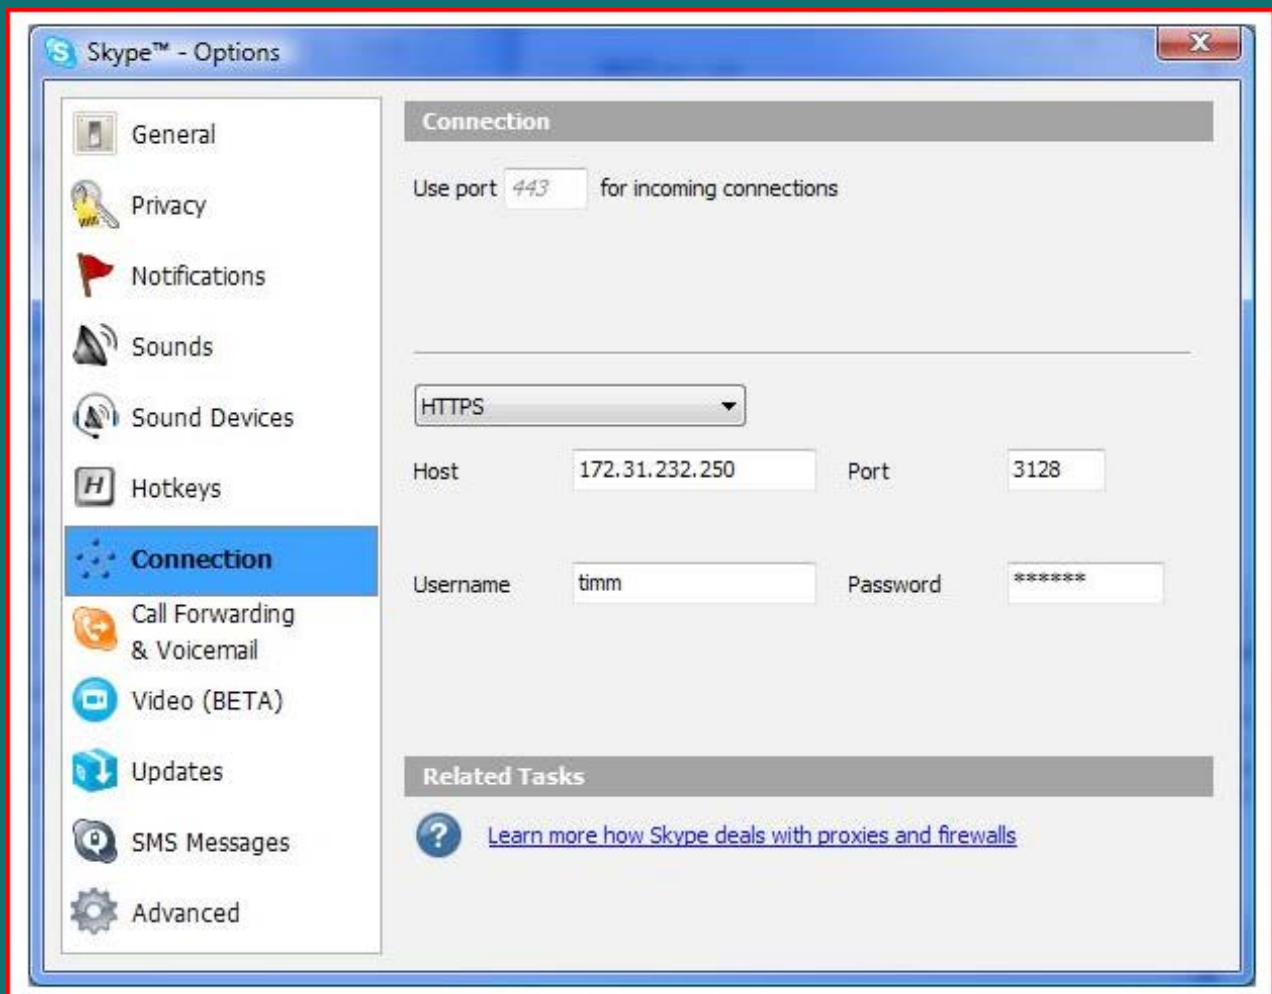 Skype™ - Options
General
Privacy
Notifications
Sounds
Sound Devices
Hotkeys
Connection
Call Forwarding
& Voicemail
Video (BETA)
Updates
SMS Messages
Advanced
Connection
Use port 443 for incoming connections
HTTPS
Host 172.31.232.250 Port 3128
Username timm Password ******
Related Tasks
Learn more how Skype deals with proxies and firewalls